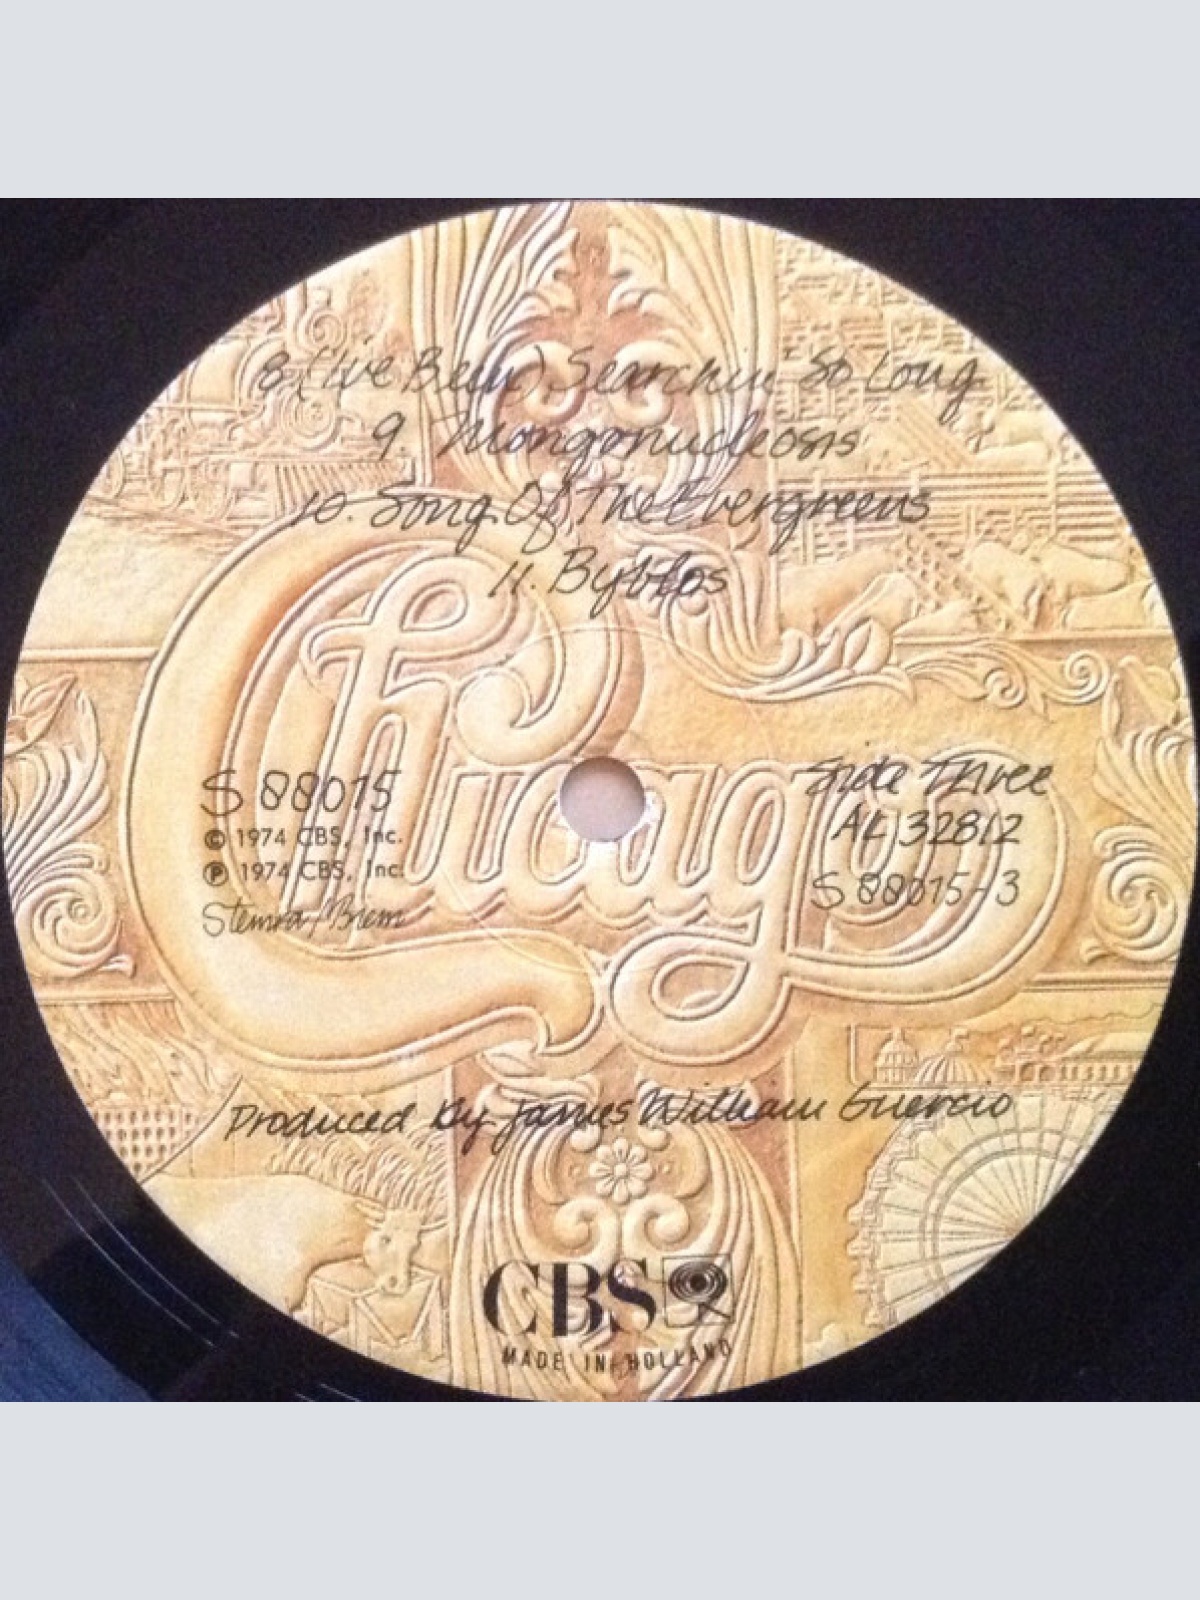 8 (I've Been) Searchin' So Long
9. Mongonucleosis
10. Song Of The Evergreens
11. Byblos
Chicago
S 88015
© 1974 CBS, Inc.
℗ 1974 CBS, Inc.
Stemra/Biem
Side Three
AL 32812
S 88015-3
Produced by James William Guercio
CBS
MADE IN HOLLAND